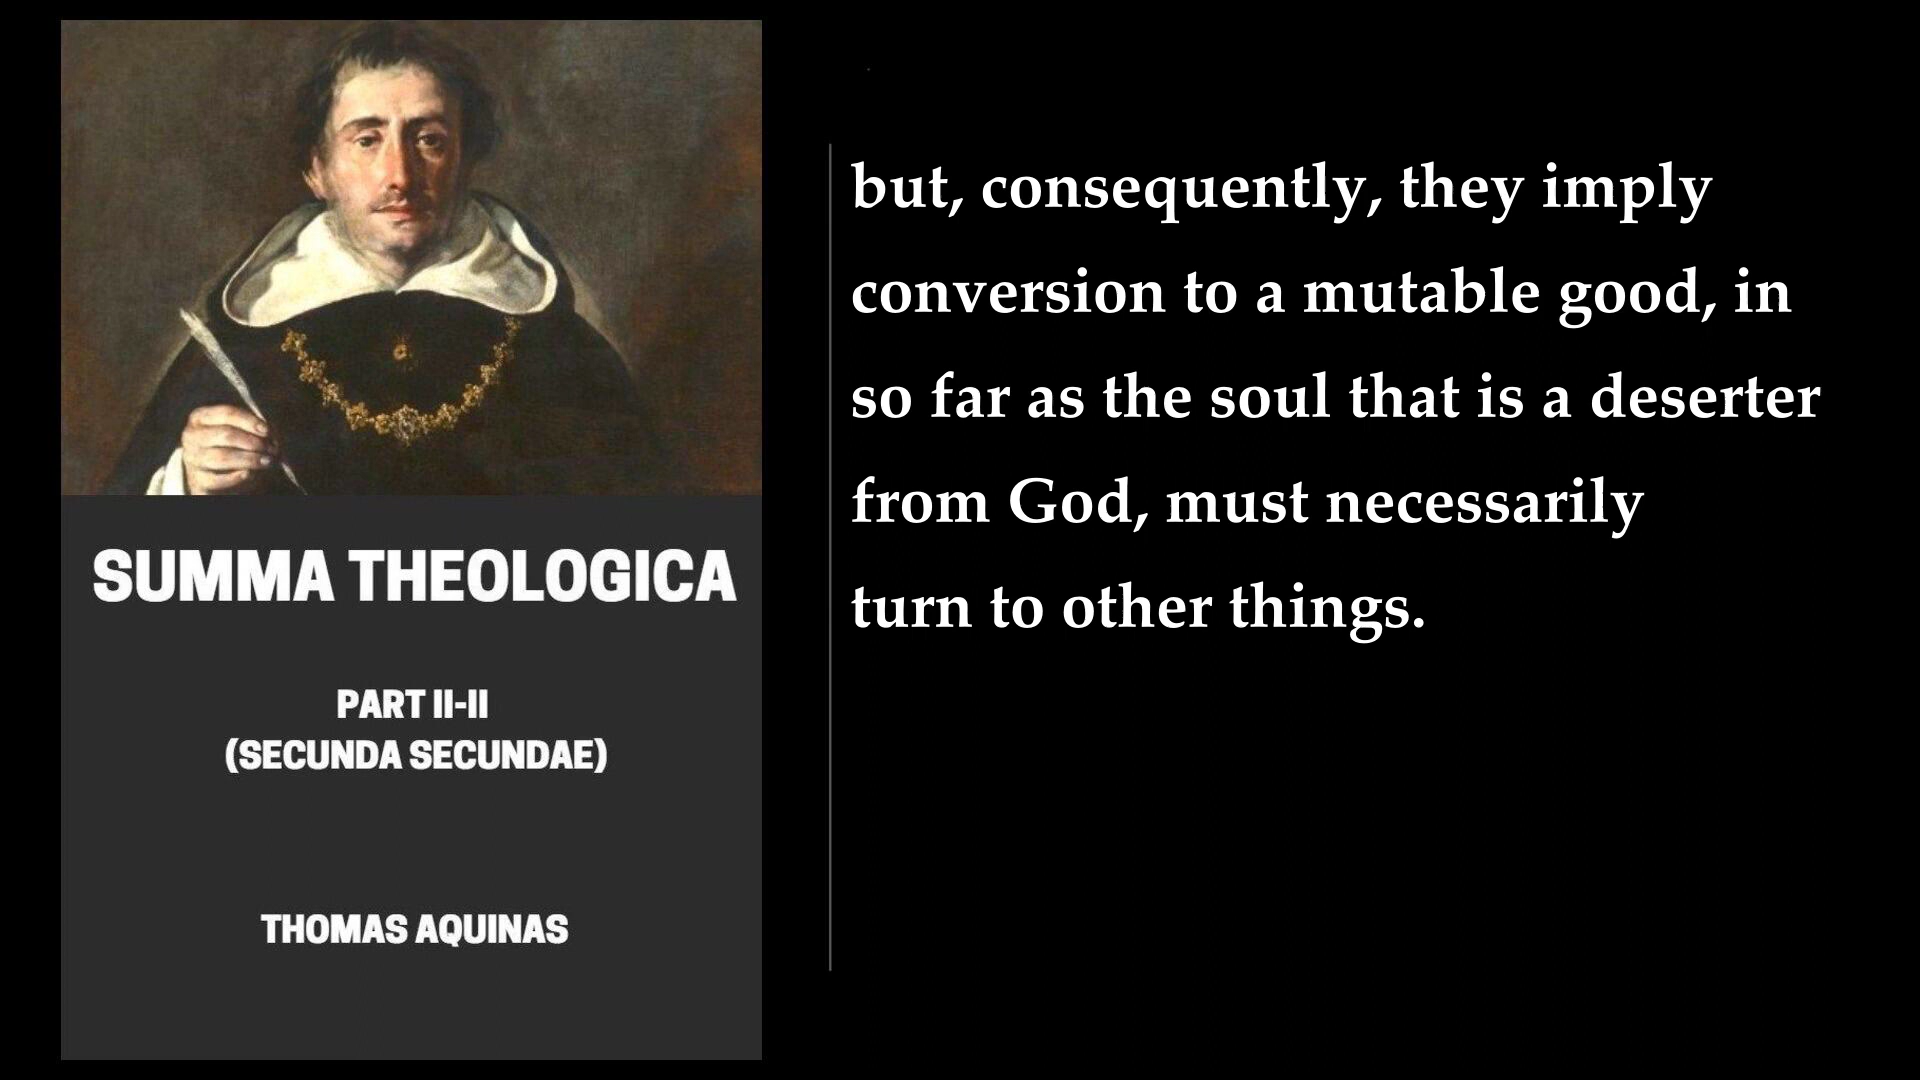 SUMMA THEOLOGICA
PART II-II
(SECUNDA SECUNDAE)
THOMAS AQUINAS
but, consequently, they imply
conversion to a mutable good, in
so far as the soul that is a deserter
from God, must necessarily
turn to other things.